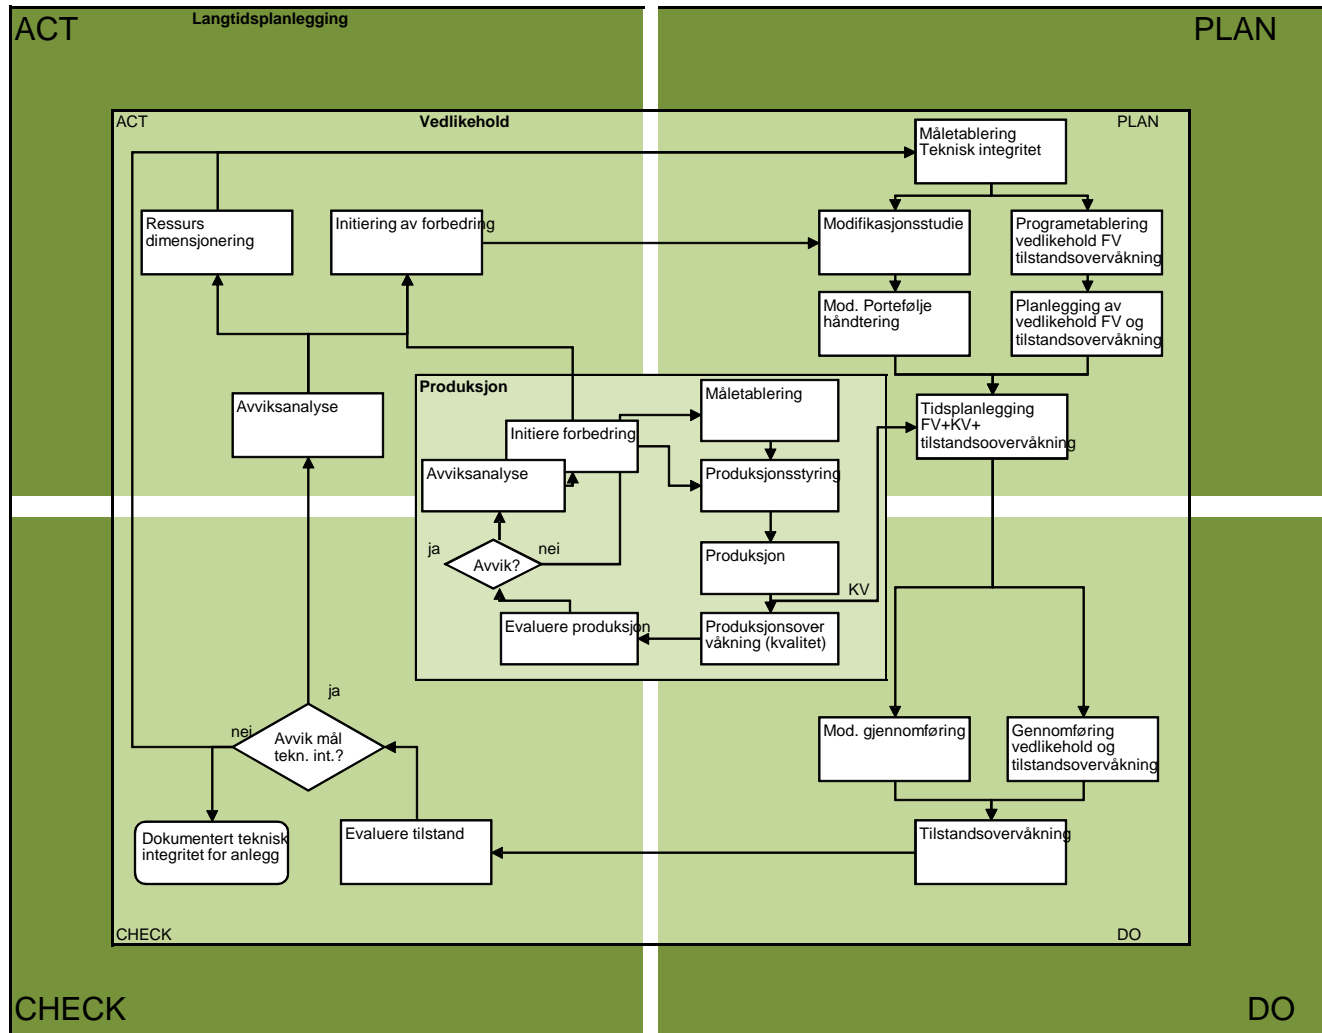 ACT
Langtidsplanlegging
PLAN
ACT
Vedlikehold
PLAN
Måletablering
Teknisk integritet
Ressurs
dimensjonering
Initiering av forbedring
Modifikasjonsstudie
Programetablering
vedlikehold FV
tilstandsovervåkning
Mod. Portefølje
håndtering
Planlegging av
vedlikehold FV og
tilstandsovervåkning
Avviksanalyse
Produksjon
Måletablering
Initiere forbedring
Tidsplanlegging
FV+KV+
tilstandsoovervåkning
Avviksanalyse
Produksjonsstyring
ja
nei
Avvik?
Produksjon
KV
Evaluere produksjon
Produksjonsover
våkning (kvalitet)
ja
nei
Avvik mål
tekn. int.?
Mod. gjennomføring
Gennomføring
vedlikehold og
tilstandsovervåkning
Dokumentert teknisk
integritet for anlegg
Evaluere tilstand
Tilstandsovervåkning
CHECK
DO
CHECK
DO